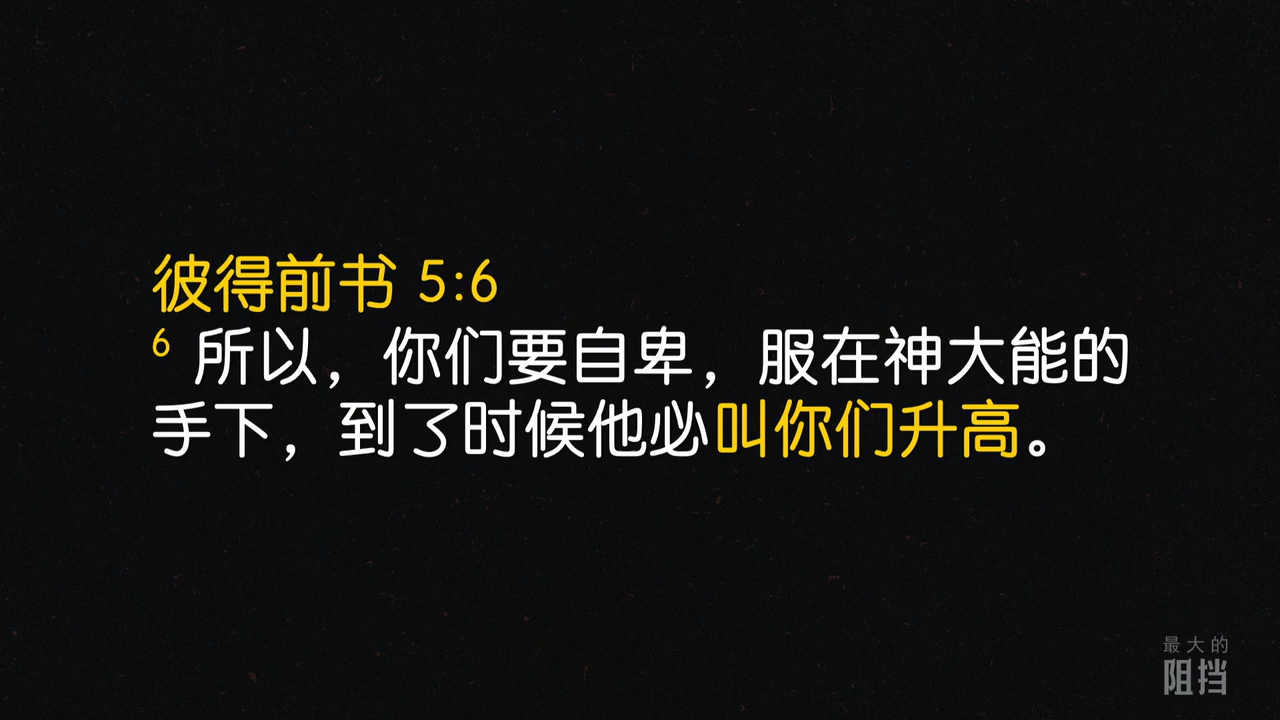 彼得前书 5:6
6 所以，你们要自卑，服在神大能的
手下，到了时候他必叫你们升高。
最大的
阻挡